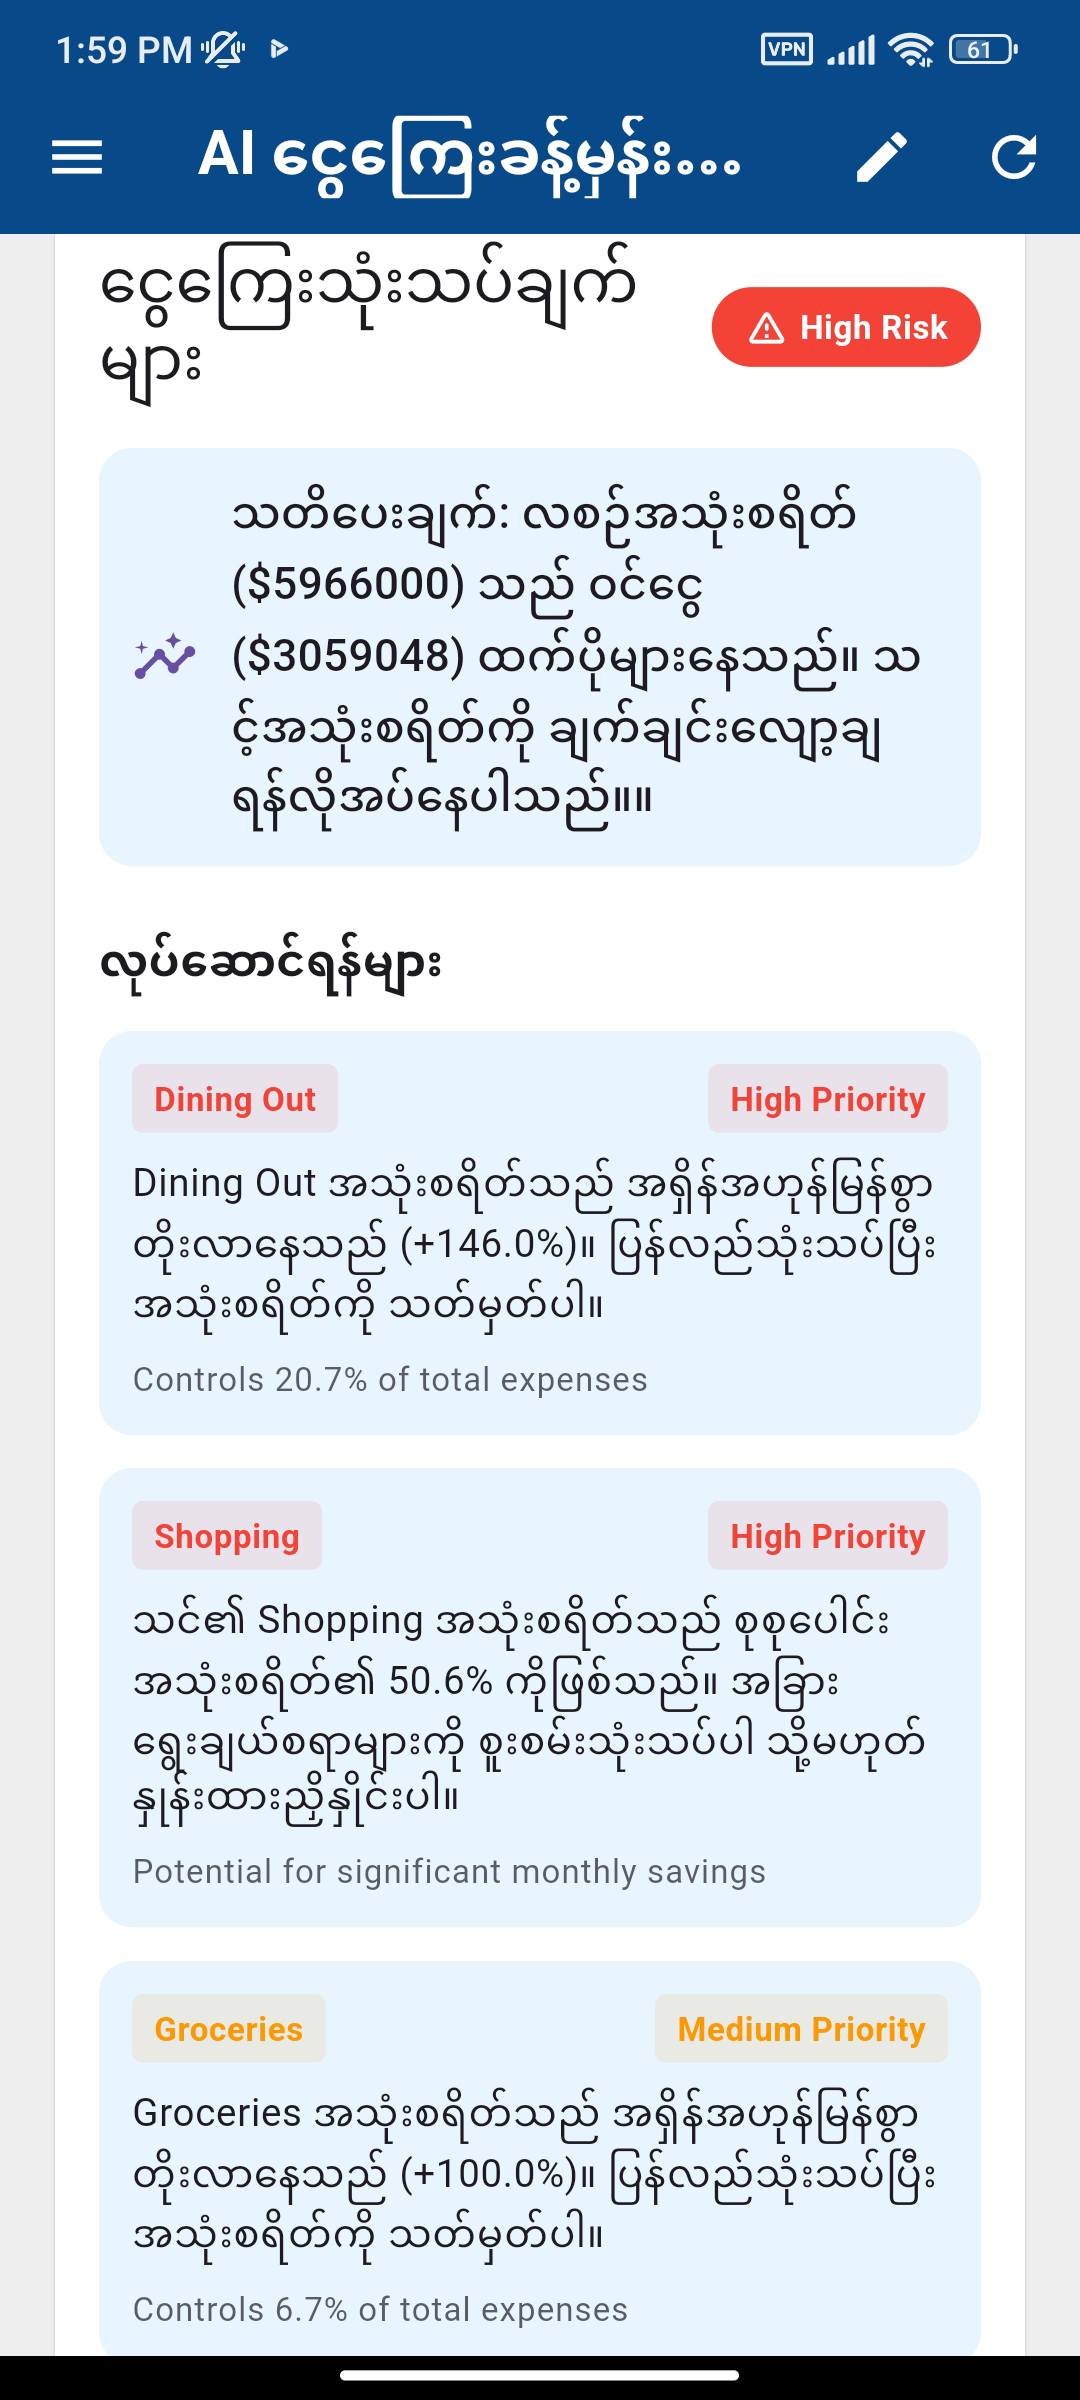 1:59 PM
VPN
61
AI ငွေကြေးခန့်မှန်း...
ငွေကြေးသုံးသပ်ချက်
များ
High Risk
သတိပေးချက်: လစဉ်အသုံးစရိတ်
($5966000) သည် ဝင်ငွေ
($3059048) ထက်ပိုများနေသည်။ သ
င့်အသုံးစရိတ်ကို ချက်ချင်းလျှော့ချ
ရန်လိုအပ်နေပါသည်။။
လုပ်ဆောင်ရန်များ
Dining Out
High Priority
Dining Out အသုံးစရိတ်သည် အရှိန်အဟုန်မြန်စွာ
တိုးလာနေသည် (+146.0%)။ ပြန်လည်သုံးသပ်ပြီး
အသုံးစရိတ်ကို သတ်မှတ်ပါ။
Controls 20.7% of total expenses
Shopping
High Priority
သင်၏ Shopping အသုံးစရိတ်သည် စုစုပေါင်း
အသုံးစရိတ်၏ 50.6% ကိုဖြစ်သည်။ အခြား
ရွေးချယ်စရာများကို စူးစမ်းသုံးသပ်ပါ သို့မဟုတ်
နှုန်းထားညှိနှိုင်းပါ။
Potential for significant monthly savings
Groceries
Medium Priority
Groceries အသုံးစရိတ်သည် အရှိန်အဟုန်မြန်စွာ
တိုးလာနေသည် (+100.0%)။ ပြန်လည်သုံးသပ်ပြီး
အသုံးစရိတ်ကို သတ်မှတ်ပါ။
Controls 6.7% of total expenses